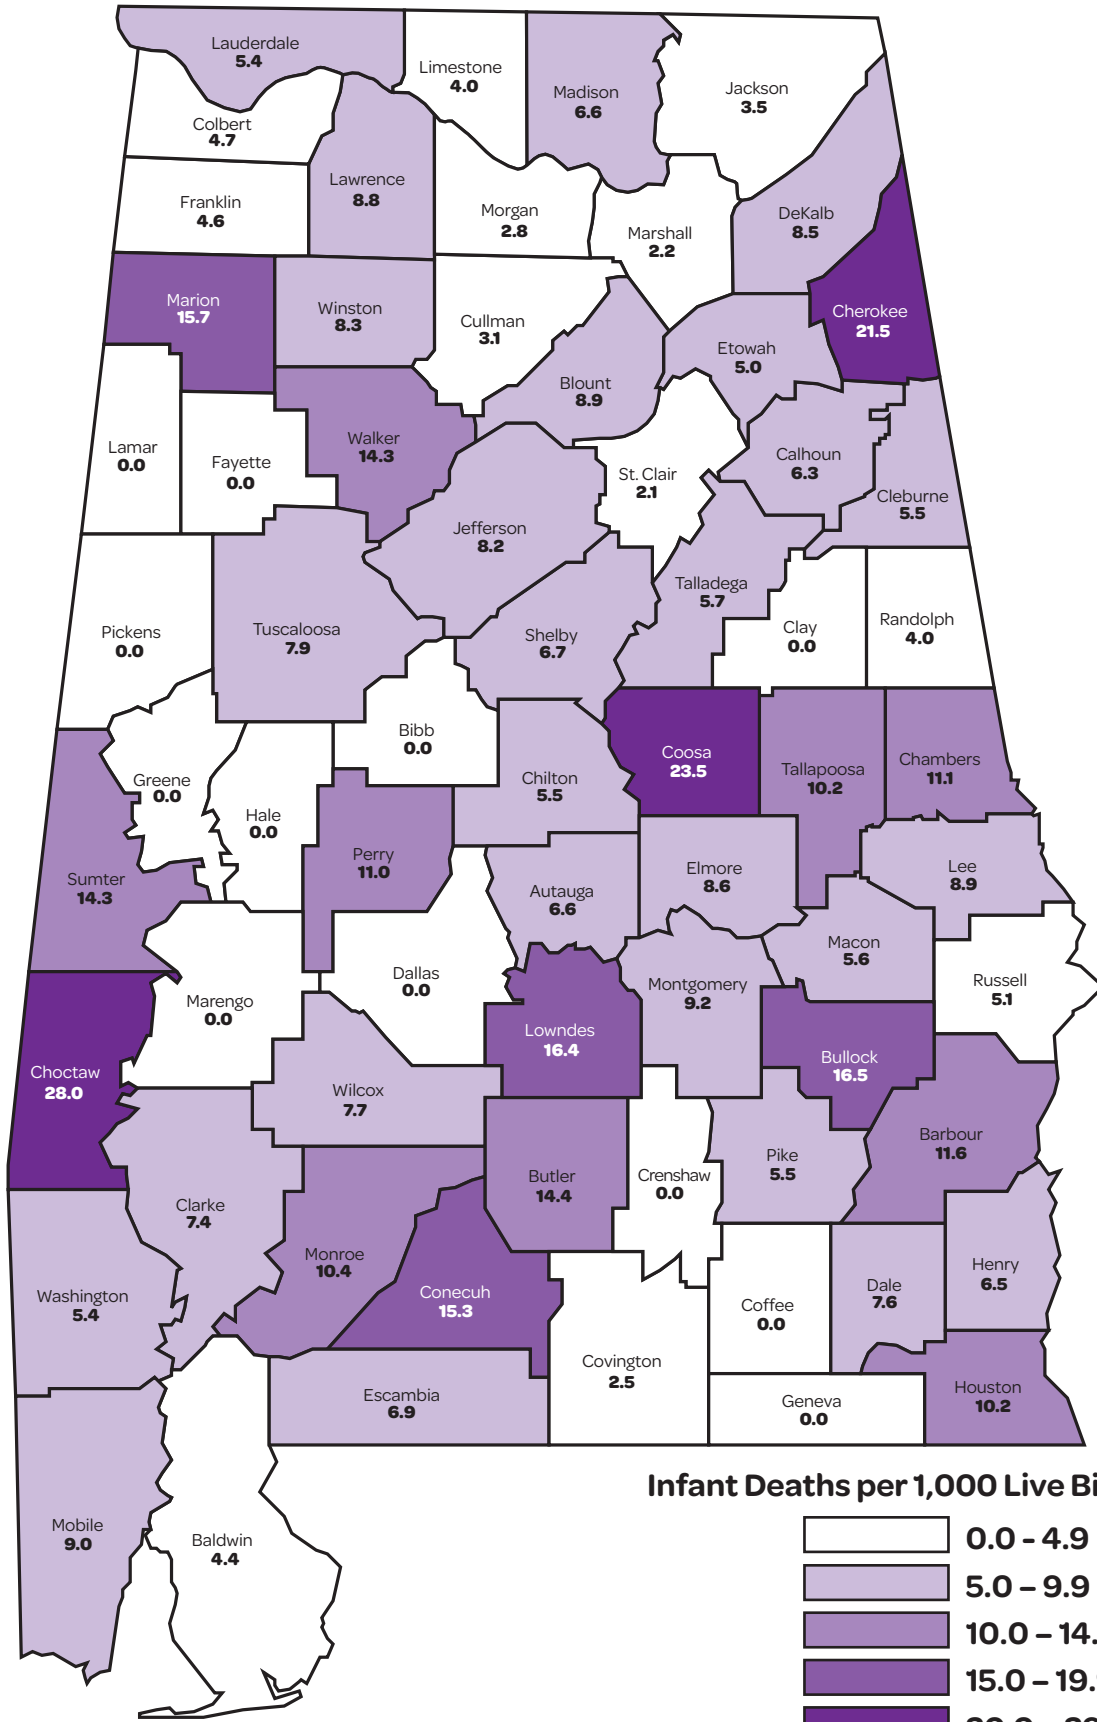 Lauderdale
5.4
Limestone
4.0
Madison
6.6
Jackson
3.5
Colbert
4.7
Lawrence
8.8
Franklin
4.6
Morgan
2.8
Marshall
2.2
DeKalb
8.5
Marion
15.7
Winston
8.3
Cullman
3.1
Cherokee
21.5
Etowah
5.0
Blount
8.9
Lamar
0.0
Fayette
0.0
Walker
14.3
St. Clair
2.1
Calhoun
6.3
Cleburne
5.5
Jefferson
8.2
Talladega
5.7
Pickens
0.0
Tuscaloosa
7.9
Shelby
6.7
Clay
0.0
Randolph
4.0
Bibb
0.0
Coosa
23.5
Tallapoosa
10.2
Chambers
11.1
Greene
0.0
Chilton
5.5
Hale
0.0
Perry
11.0
Sumter
14.3
Autauga
6.6
Elmore
8.6
Lee
8.9
Macon
5.6
Dallas
0.0
Montgomery
9.2
Russell
5.1
Marengo
0.0
Lowndes
16.4
Bullock
16.5
Choctaw
28.0
Wilcox
7.7
Barbour
11.6
Pike
5.5
Butler
14.4
Crenshaw
0.0
Clarke
7.4
Monroe
10.4
Conecuh
15.3
Henry
6.5
Dale
7.6
Washington
5.4
Coffee
0.0
Covington
2.5
Escambia
6.9
Geneva
0.0
Houston
10.2
Mobile
9.0
Baldwin
4.4
Infant Deaths per 1,000 Live Bi
0.0 - 4.9
5.0 – 9.9
10.0 – 14.
15.0 – 19.